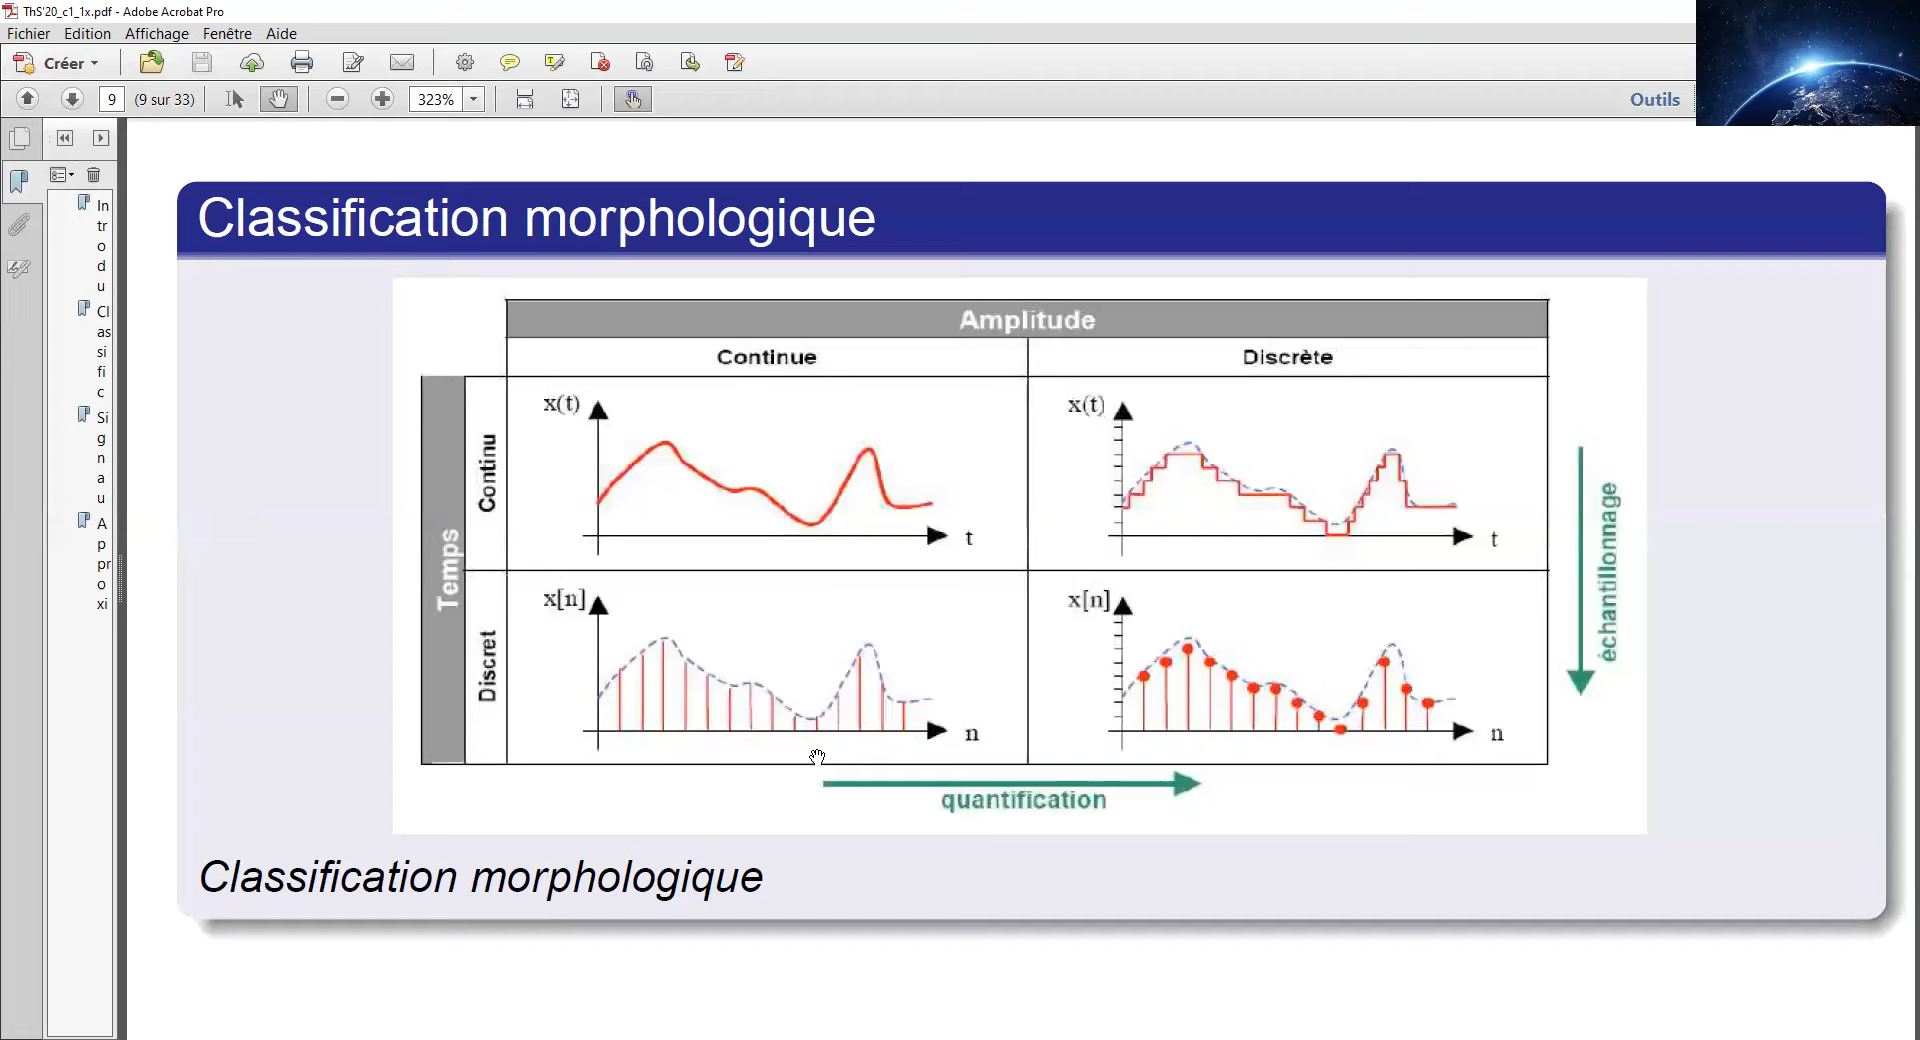 ThS'20_c1_1x.pdf - Adobe Acrobat Pro
Fichier Edition Affichage Fenêtre Aide
Créer
9 (9 sur 33) 323% Outils
In
tr
o
d
u
Cl
as
si
fi
c
Si
g
n
a
u
A
p
pr
o
xi
Classification morphologique
Amplitude
Continue Discrète
Temps
Continu
x(t) t
x(t) t
Discret
x[n] n
x[n] n
échantillonnage
quantification
Classification morphologique